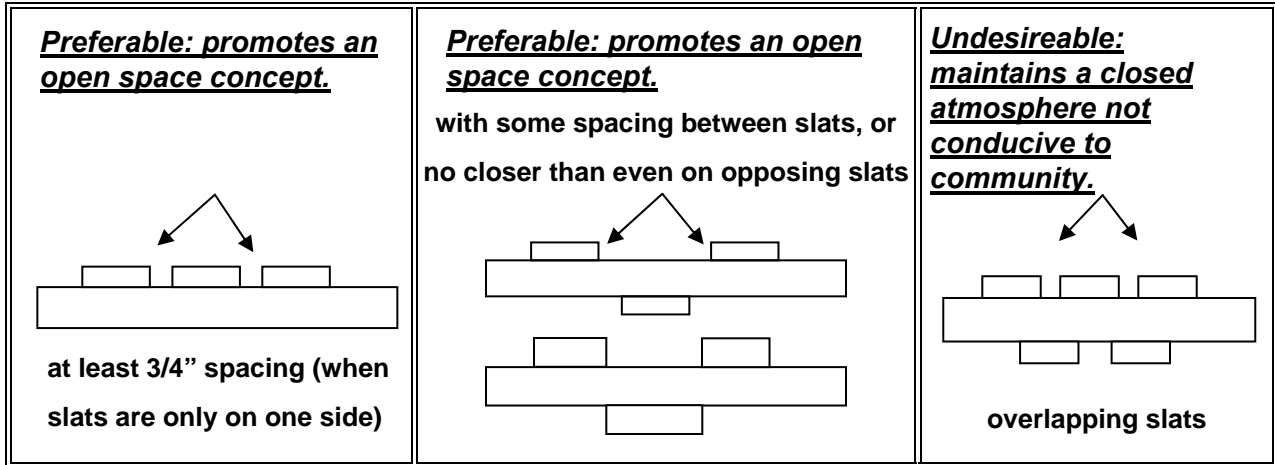 Preferable: promotes an
open space concept.
at least 3/4” spacing (when
slats are only on one side)
Preferable: promotes an open
space concept.
with some spacing between slats, or
no closer than even on opposing slats
Undesireable:
maintains a closed
atmosphere not
conducive to
community.
overlapping slats